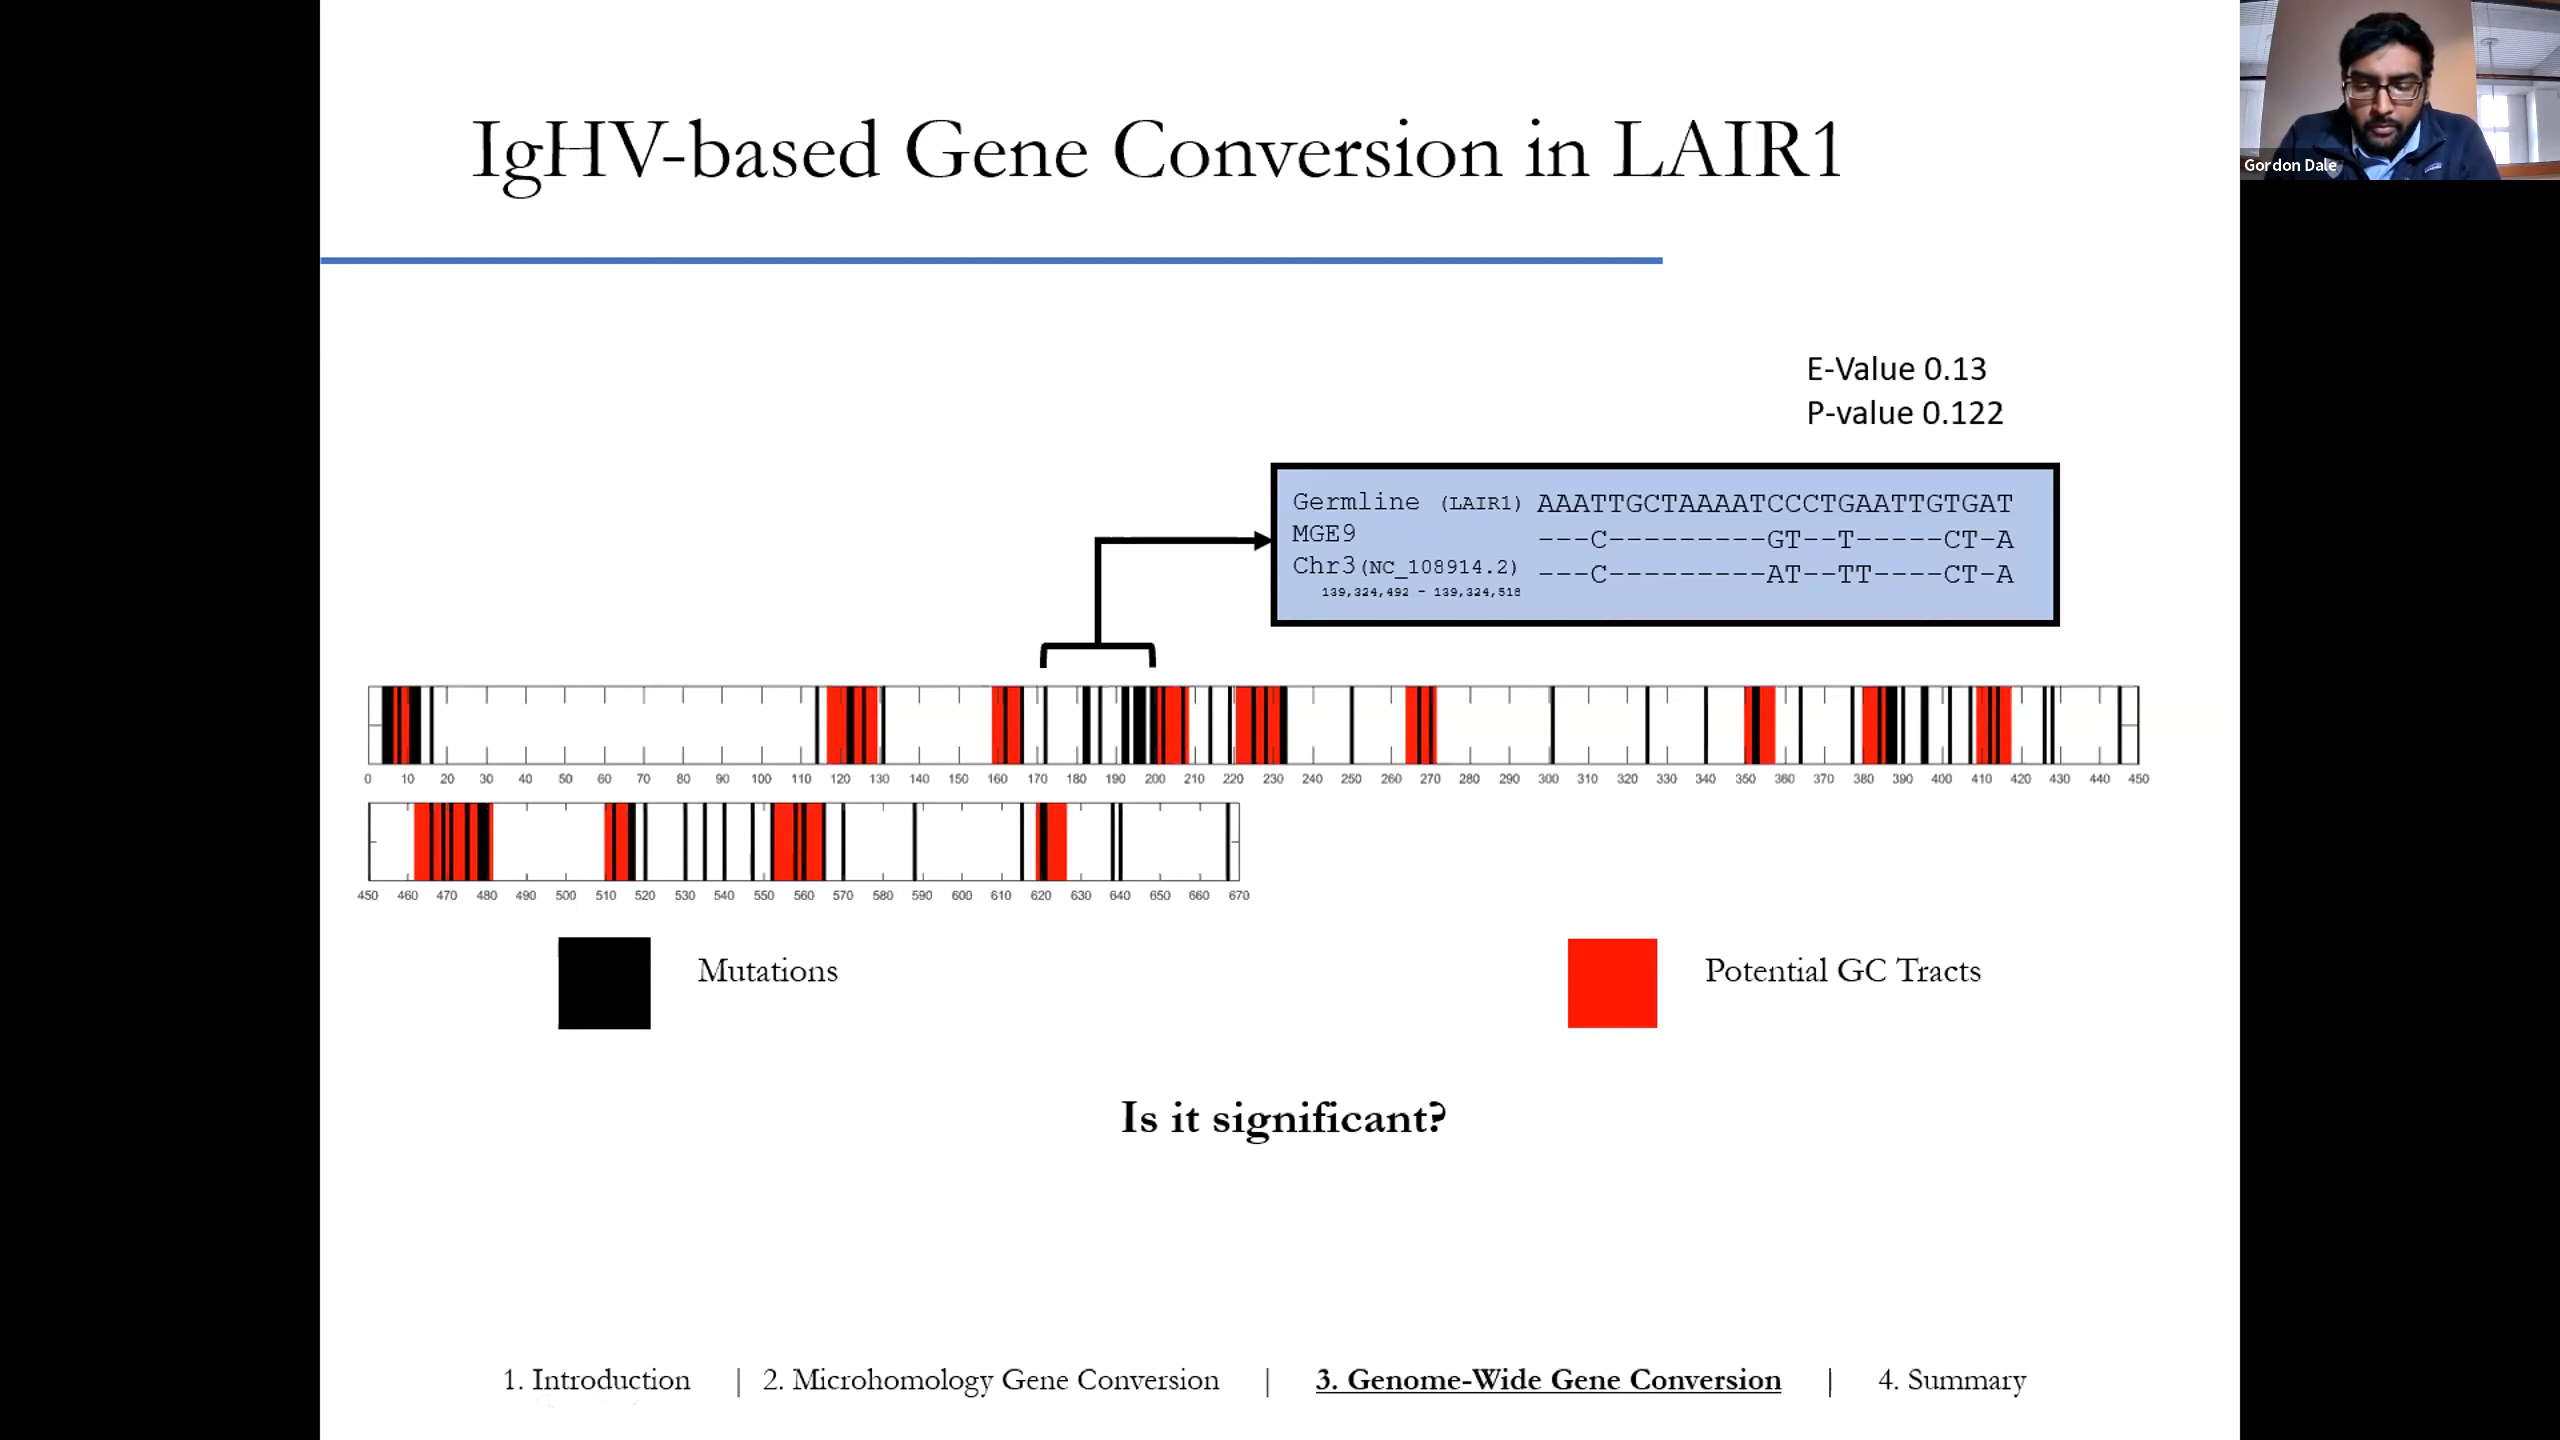 IgHV-based Gene Conversion in LAIR1
Gordon Dale
E-Value 0.13
P-value 0.122
Germline (LAIR1) AAATTGCTAAAATCCCTGAATTGTGAT
MGE9 ---C---------GT--T-----CT-A
Chr3(NC_108914.2) ---C---------AT--TT----CT-A
139,324,492 - 139,324,518
0 10 20 30 40 50 60 70 80 90 100 110 120 130 140 150 160 170 180 190 200 210 220 230 240 250 260 270 280 290 300 310 320 330 340 350 360 370 380 390 400 410 420 430 440 450
450 460 470 480 490 500 510 520 530 540 550 560 570 580 590 600 610 620 630 640 650 660 670
Mutations
Potential GC Tracts
Is it significant?
1. Introduction | 2. Microhomology Gene Conversion | 3. Genome-Wide Gene Conversion | 4. Summary